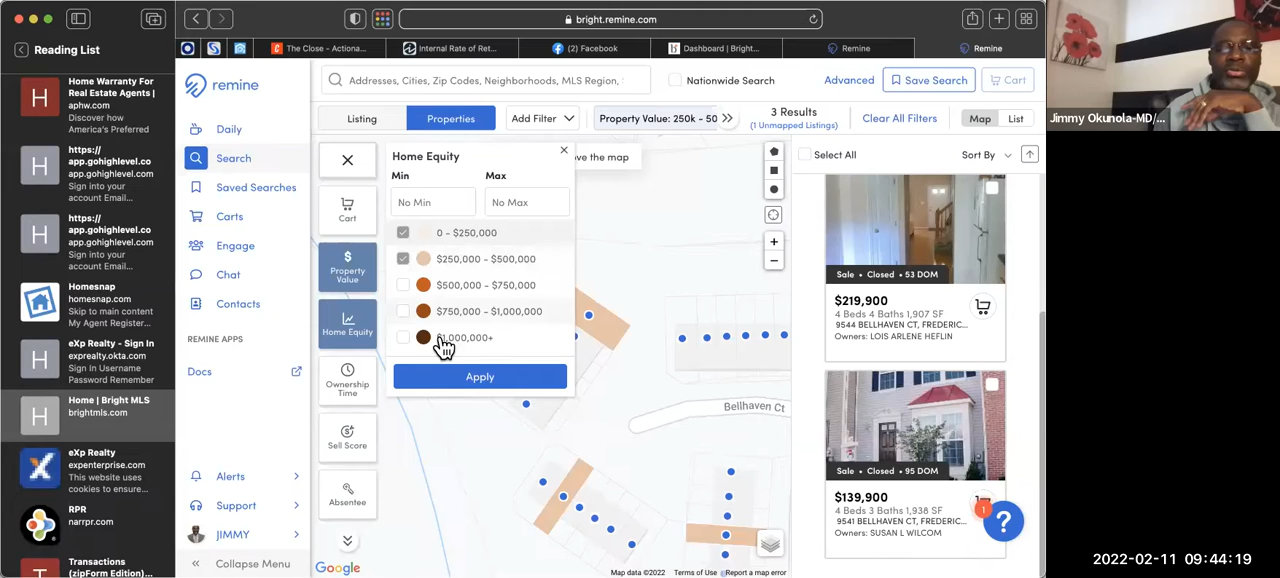 bright.remine.com
The Close - Actiona...
Internal Rate of Ret...
(2) Facebook
Dashboard | Bright...
Remine
Remine
Reading List
H
Home Warranty For
Real Estate Agents |
aphw.com
Discover how
America's Preferred
H
https://
app.gohighlevel.co
app.gohighlevel.co
Sign into your
account Email...
H
https://
app.gohighlevel.co
app.gohighlevel.co
Sign into your
account Email...
Homesnap
homesnap.com
Skip to main content
My Agent Register...
H
eXp Realty - Sign In
exprealty.okta.com
Sign In Username
Password Remember
H
Home | Bright MLS
brightmls.com
eXp Realty
expenterprise.com
This website uses
cookies to ensure...
RPR
narrpr.com
H
Transactions
(zipForm Edition)...
remine
Daily
Search
Saved Searches
Carts
Engage
Chat
Contacts
REMINE APPS
Docs
Alerts
Support
JIMMY
Collapse Menu
Addresses, Cities, Zip Codes, Neighborhoods, MLS Region,
Nationwide Search
Advanced
Save Search
Cart
Listing
Properties
Add Filter
Property Value: 250k - 50
3 Results
(1 Unmapped Listings)
Clear All Filters
Map
List
Cart
$
Property
Value
Home Equity
Ownership
Time
Sell Score
Absentee
Home Equity
Min
Max
No Min
No Max
0 - $250,000
$250,000 - $500,000
$500,000 - $750,000
$750,000 - $1,000,000
$1,000,000+
Apply
ve the map
Bellhaven Ct
Google
Map data ©2022
Terms of Use
Report a map error
Select All
Sort By
Sale • Closed • 53 DOM
$219,900
4 Beds 4 Baths 1,907 SF
9544 BELLHAVEN CT, FREDERIC...
Owners: LOIS ARLENE HEFLIN
Sale • Closed • 95 DOM
$139,900
4 Beds 3 Baths 1,938 SF
9541 BELLHAVEN CT, FREDERIC...
Owners: SUSAN L WILCOM
1
?
Jimmy Okunola-MD/...
2022-02-11 09:44:19